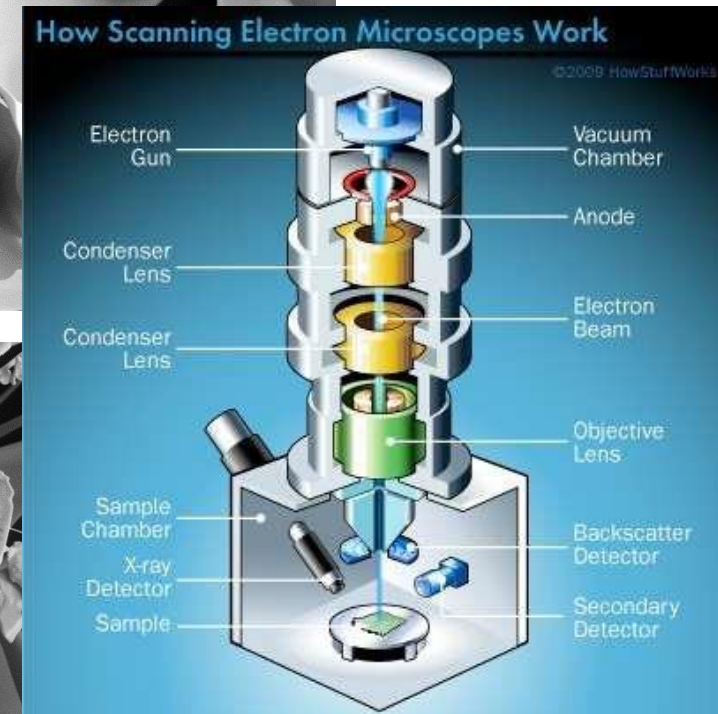 How Scanning Electron Microscopes Work
©2009 HowStuffWorks
Electron
Gun
Vacuum
Chamber
Anode
Condenser
Lens
Electron
Beam
Condenser
Lens
Objective
Lens
Sample
Chamber
Backscatter
Detector
X-ray
Detector
Secondary
Detector
Sample